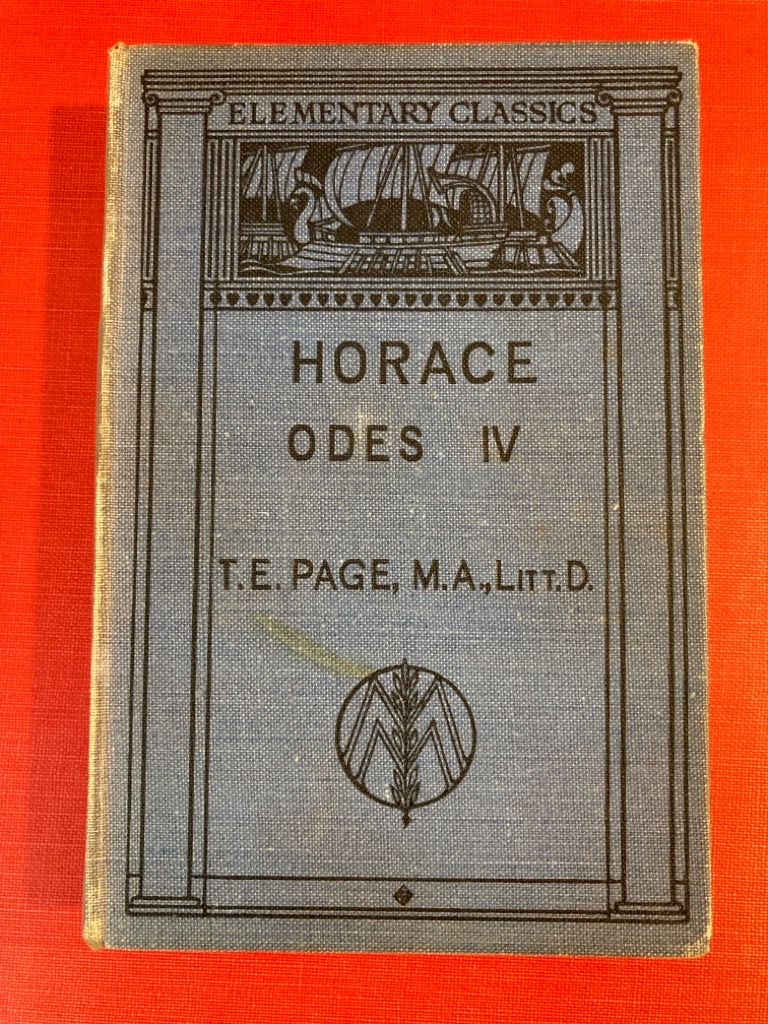 ELEMENTARY CLASSICS
HORACE
ODES IV
T.E. PAGE, M.A., LITT.D.
M